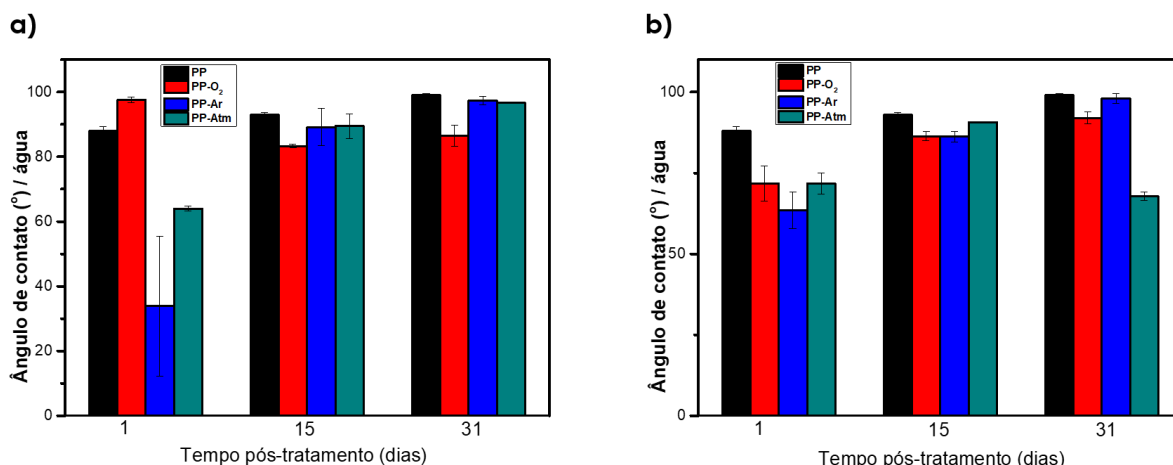 a)
PP
PP-O₂
PP-Ar
PP-Atm
Ângulo de contato (º) / água
100
80
60
40
20
0
1
15
31
Tempo pós-tratamento (dias)
b)
PP
PP-O₂
PP-Ar
PP-Atm
Ângulo de contato (º) / água
100
50
0
1
15
31
Tempo pós-tratamento (dias)